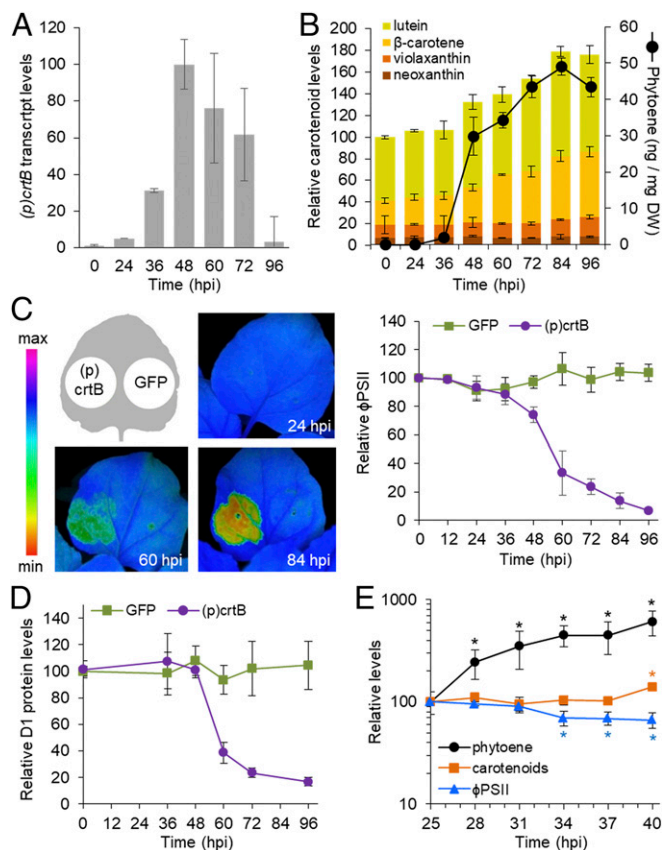 A
(p)crtB transcrtpt levels
120
100
80
60
40
20
0
0 24 36 48 60 72 96
Time (hpi)
B
Relative carotenoid levels
200
180
160
140
120
100
80
60
40
20
0
lutein
β-carotene
violaxanthin
neoxanthin
60
50
40
30
20
10
0
Phytoene (ng / mg DW)
0 24 36 48 60 72 84 96
Time (hpi)
C
max
min
(p)
crtB
GFP
24 hpi
60 hpi
84 hpi
GFP
(p)crtB
Relative ϕPSII
140
120
100
80
60
40
20
0
0 12 24 36 48 60 72 84 96
Time (hpi)
D
GFP
(p)crtB
Relative D1 protein levels
140
120
100
80
60
40
20
0
0 12 24 36 48 60 72 84 96
Time (hpi)
E
Relative levels
1000
100
10
* * * * *
*
* * *
phytoene
carotenoids
ϕPSII
25 28 31 34 37 40
Time (hpi)